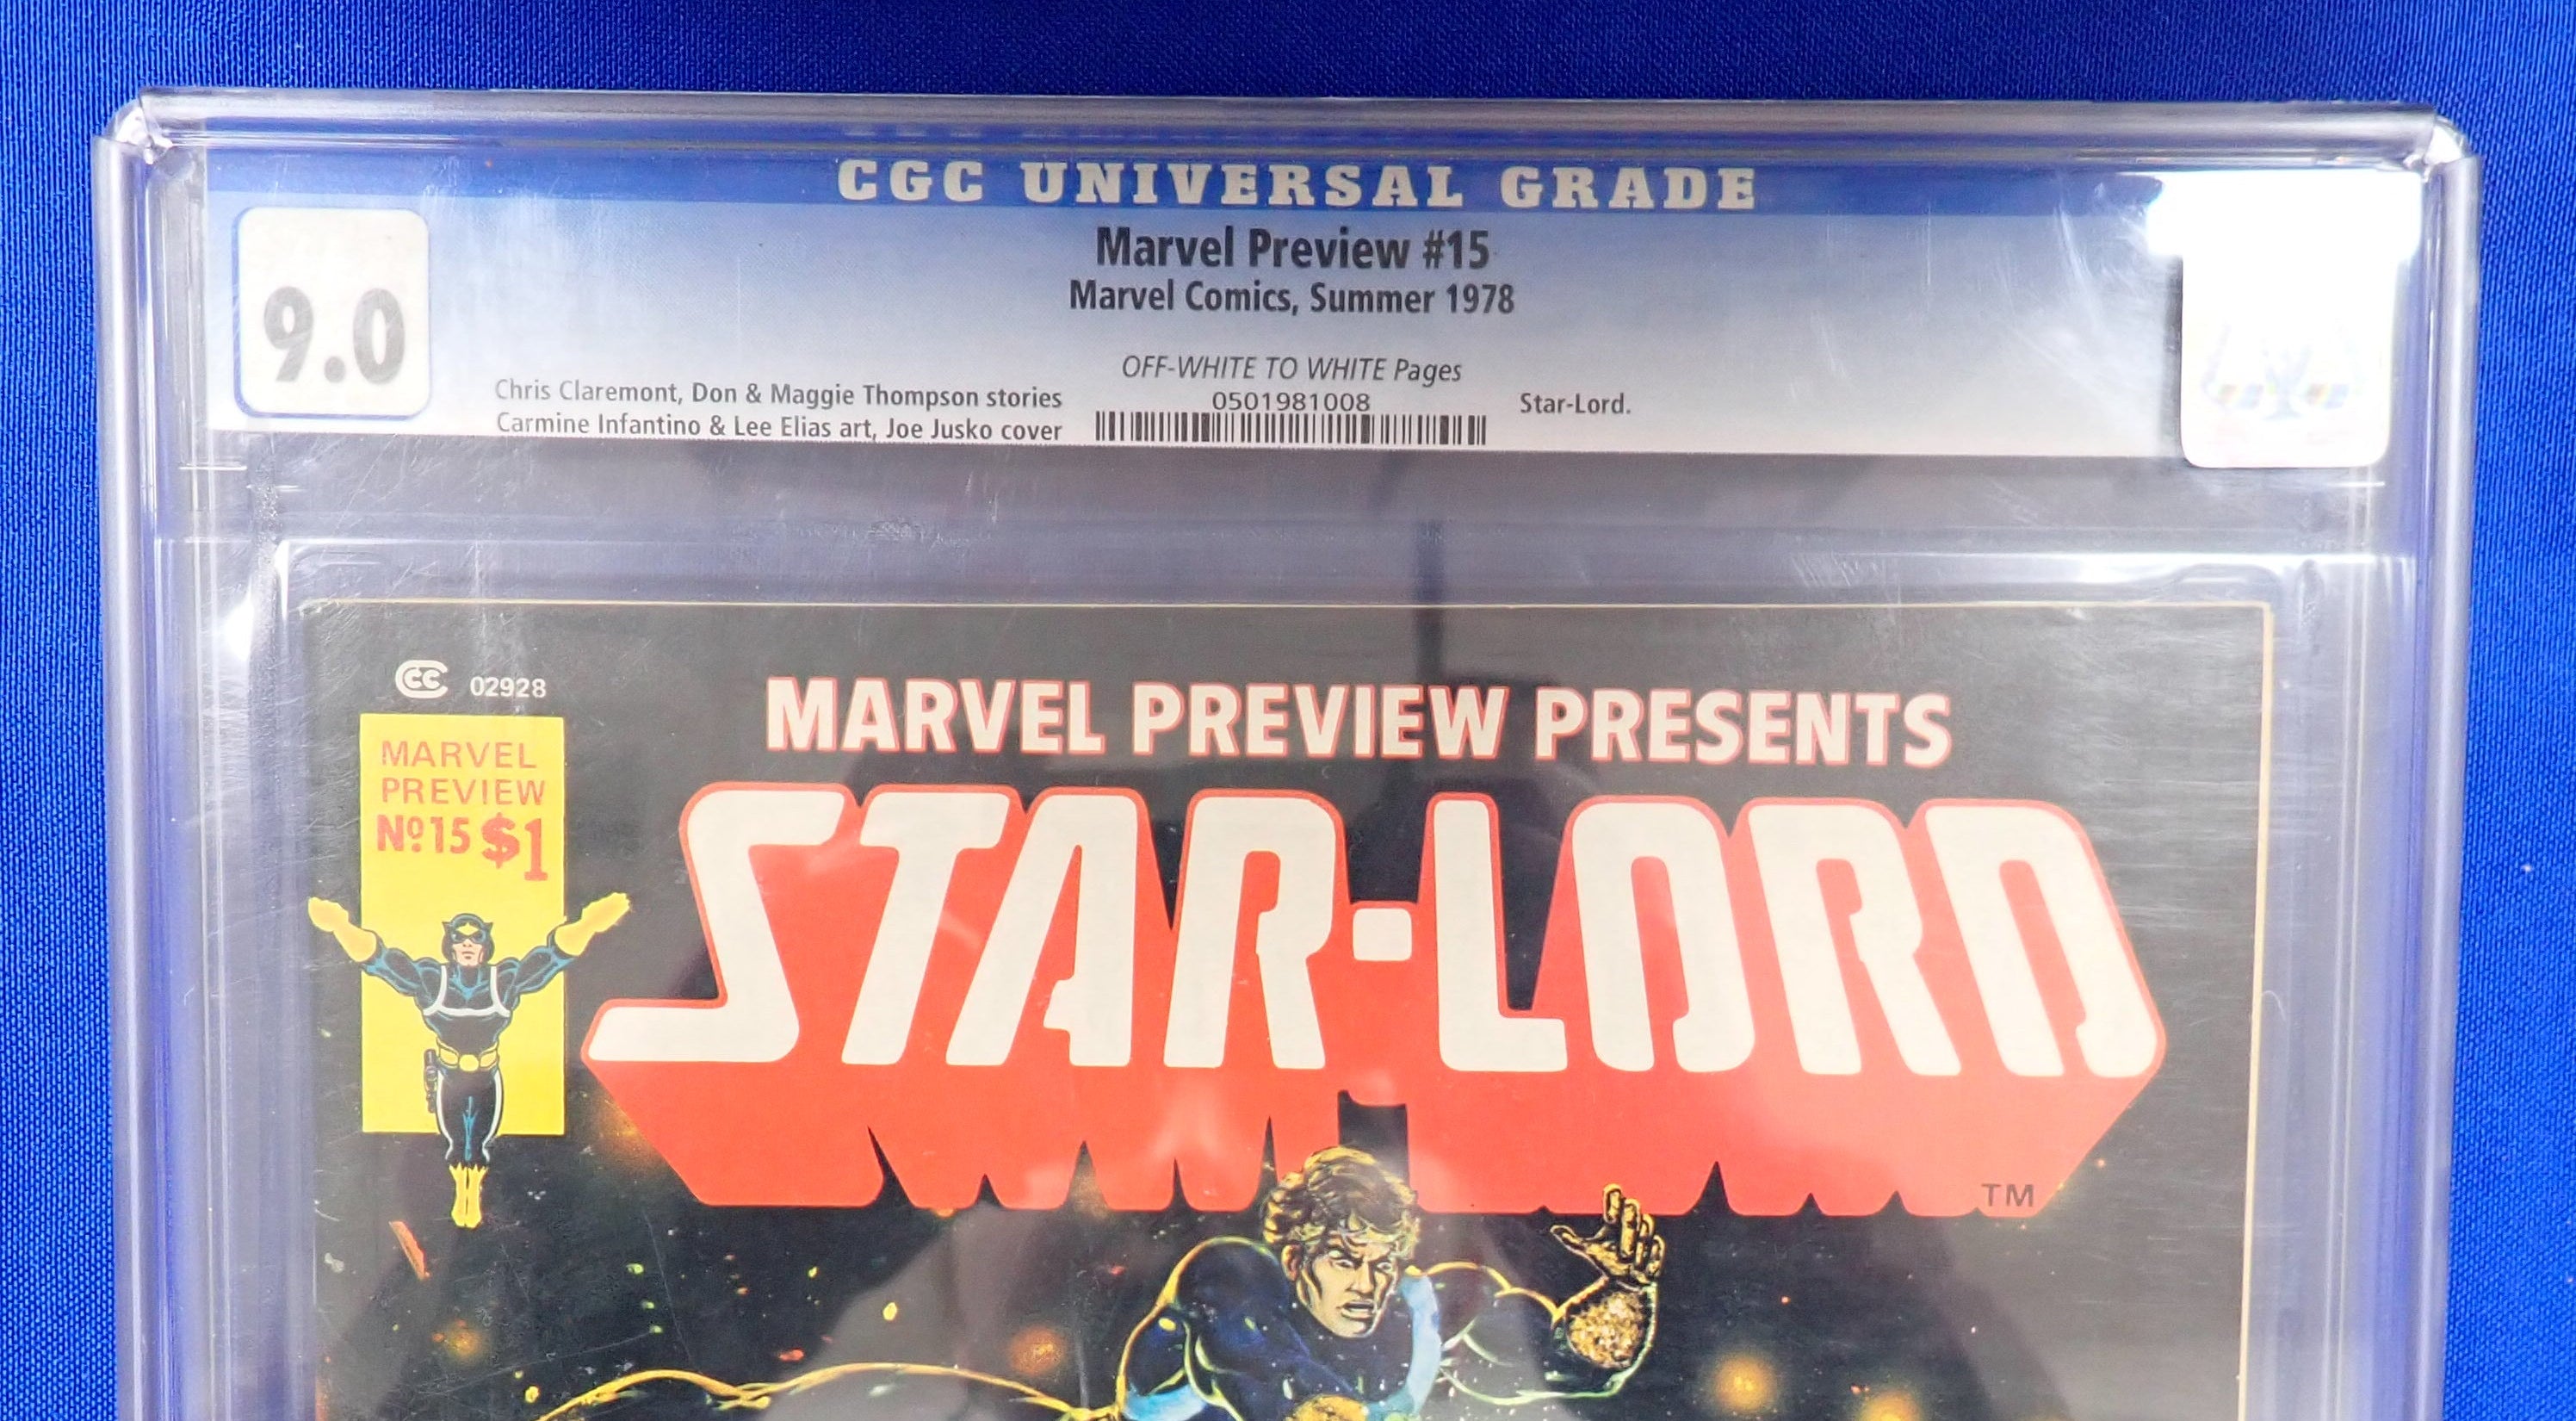 CGC UNIVERSAL GRADE
9.0
Marvel Preview #15
Marvel Comics, Summer 1978
OFF-WHITE TO WHITE Pages
Chris Claremont, Don & Maggie Thompson stories
Carmine Infantino & Lee Elias art, Joe Jusko cover
0501981008
Star-Lord.
CC 02928
MARVEL
PREVIEW
Nº15 $1
MARVEL PREVIEW PRESENTS
STAR-LORD
TM